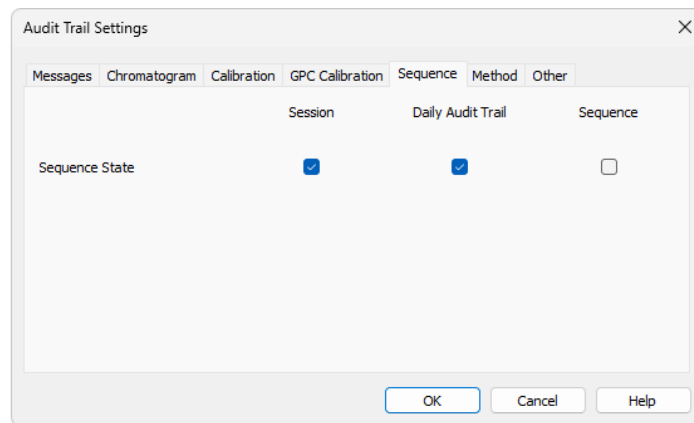 Audit Trail Settings
Messages Chromatogram Calibration GPC Calibration Sequence Method Other
Session Daily Audit Trail Sequence
Sequence State
OK Cancel Help